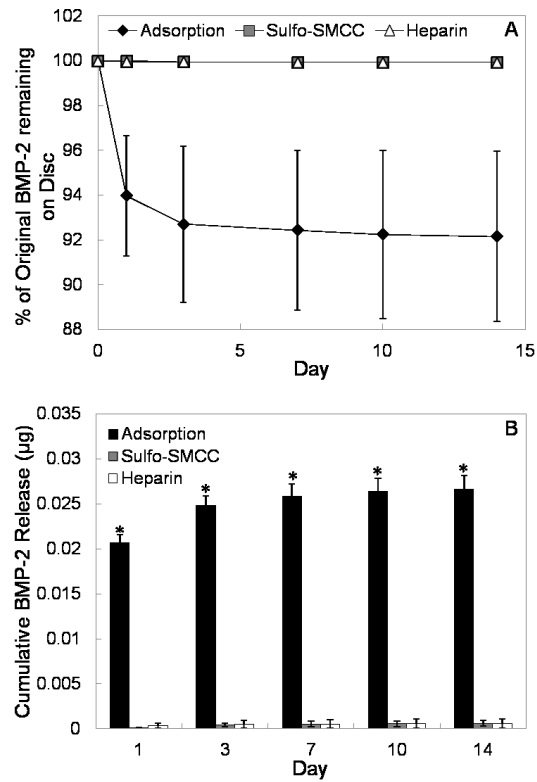 Adsorption Sulfo-SMCC Heparin A
% of Original BMP-2 remaining
on Disc
102
100
98
96
94
92
90
88
0 5 10 15
Day
B
Adsorption
Sulfo-SMCC
Heparin
Cumulative BMP-2 Release (µg)
0.035
0.03
0.025
0.02
0.015
0.01
0.005
0
* * * * *
1 3 7 10 14
Day